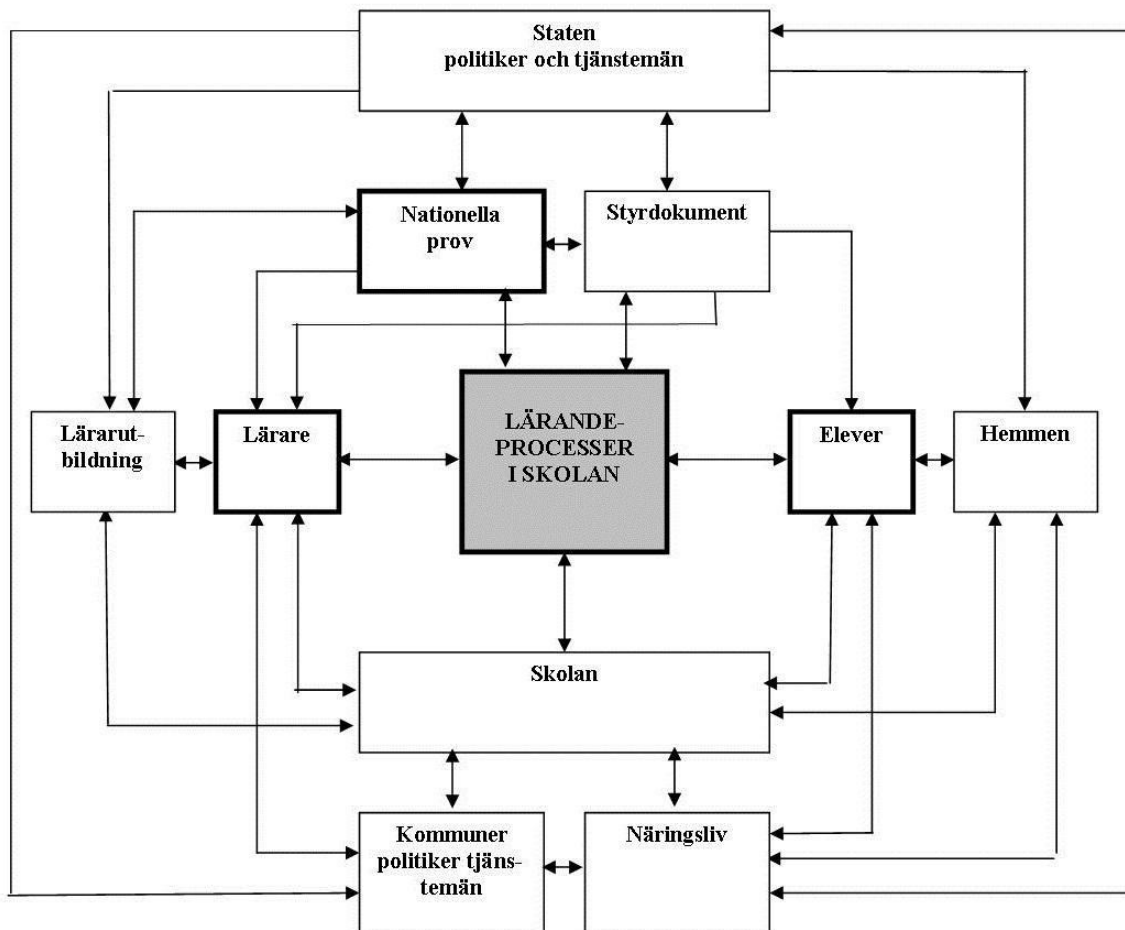 Staten
politiker och tjänstemän
Nationella
prov
Styrdokument
Lärarut-
bildning
Lärare
LÄRANDE-
PROCESSER
I SKOLAN
Elever
Hemmen
Skolan
Kommuner
politiker tjäns-
temän
Näringsliv